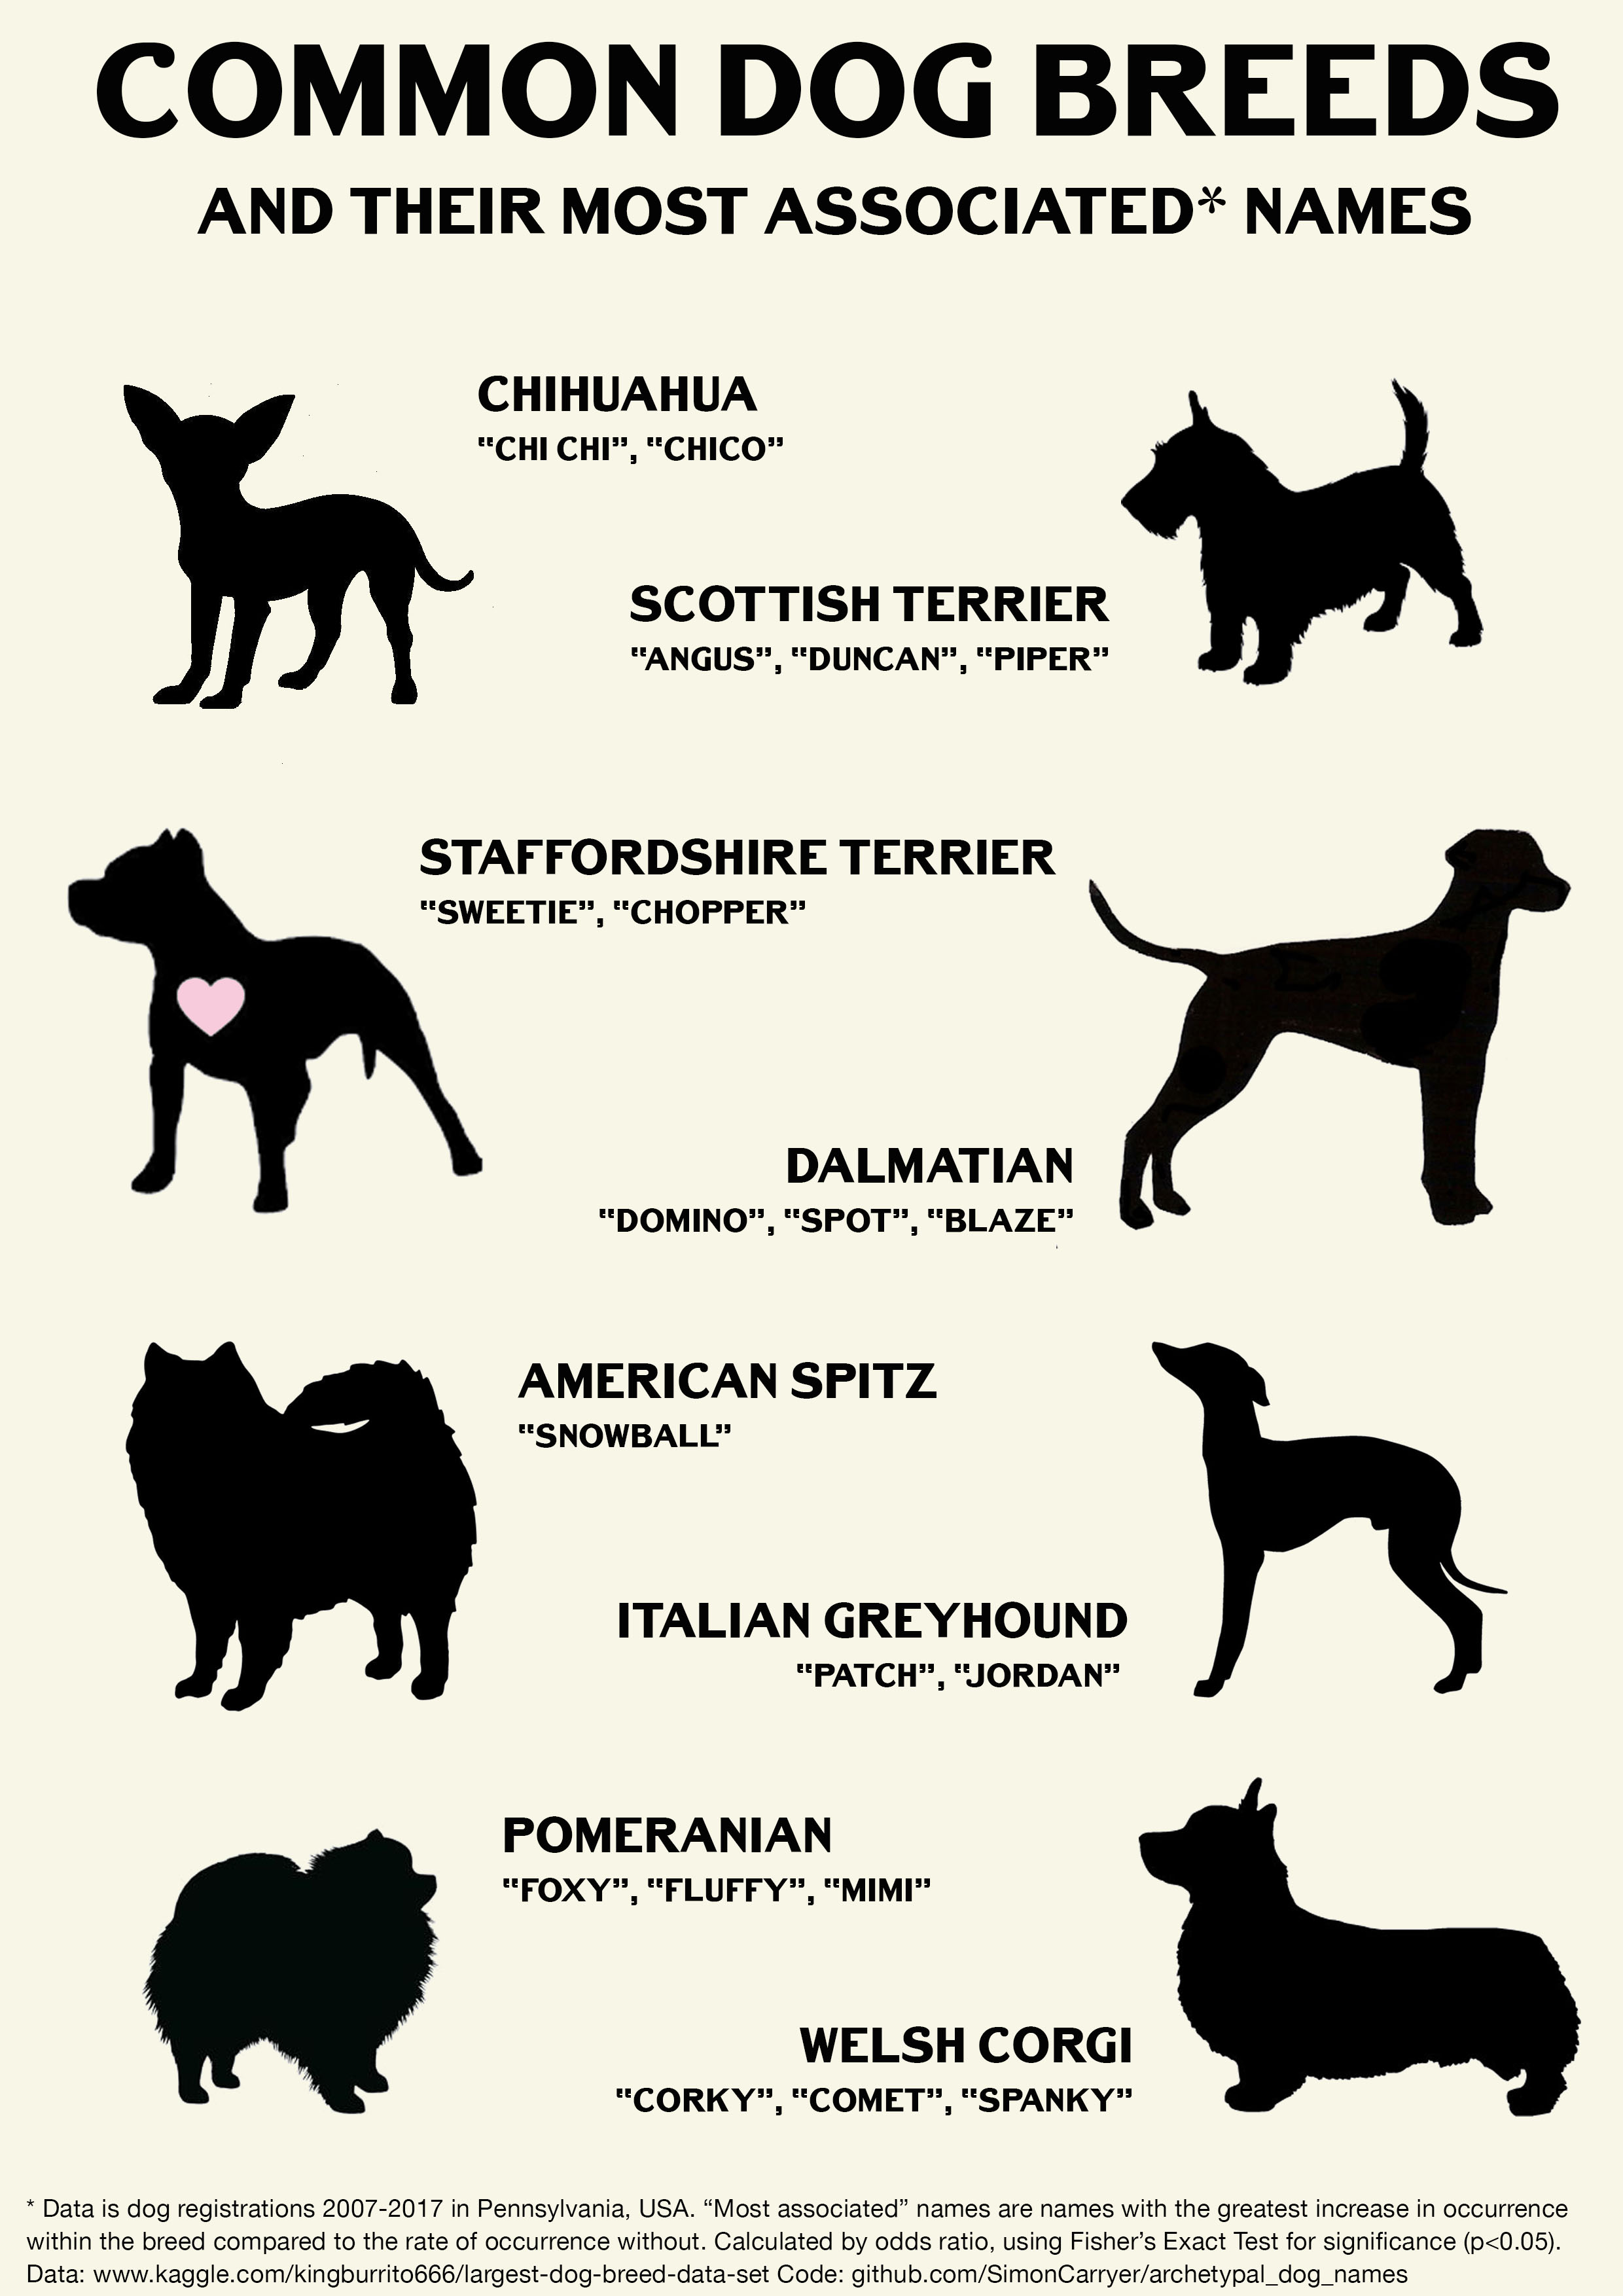 COMMON DOG BREEDS
AND THEIR MOST ASSOCIATED* NAMES
CHIHUAHUA
“CHI CHI”, “CHICO”
SCOTTISH TERRIER
“ANGUS”, “DUNCAN”, “PIPER”
STAFFORDSHIRE TERRIER
“SWEETIE”, “CHOPPER”
DALMATIAN
“DOMINO”, “SPOT”, “BLAZE”
AMERICAN SPITZ
“SNOWBALL”
ITALIAN GREYHOUND
“PATCH”, “JORDAN”
POMERANIAN
“FOXY”, “FLUFFY”, “MIMI”
WELSH CORGI
“CORKY”, “COMET”, “SPANKY”
* Data is dog registrations 2007-2017 in Pennsylvania, USA. “Most associated” names are names with the greatest increase in occurrence
within the breed compared to the rate of occurrence without. Calculated by odds ratio, using Fisher’s Exact Test for significance (p<0.05).
Data: www.kaggle.com/kingburrito666/largest-dog-breed-data-set Code: github.com/SimonCarryer/archetypal_dog_names